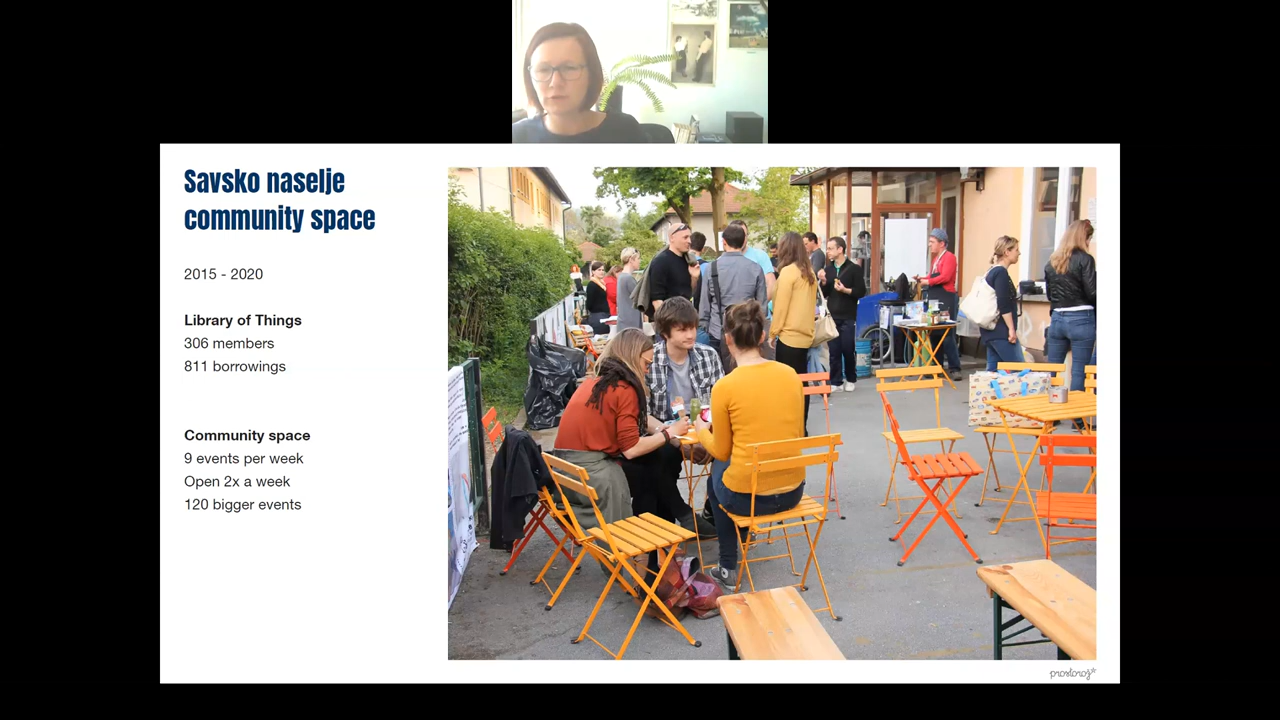 Savsko naselje
community space
2015 - 2020
Library of Things
306 members
811 borrowings
Community space
9 events per week
Open 2x a week
120 bigger events
prostorož*